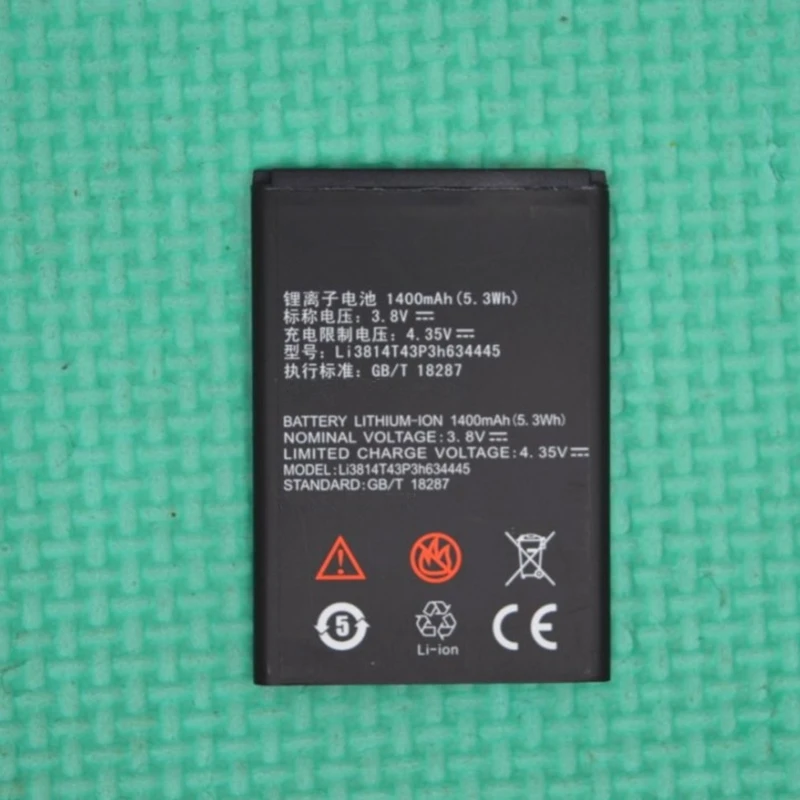 锂离子电池 1400mAh(5.3Wh)
标称电压：3.8V⎓
充电限制电压：4.35V⎓
型号：Li3814T43P3h634445
执行标准：GB/T 18287
BATTERY LITHIUM-ION 1400mAh(5.3Wh)
NOMINAL VOLTAGE:3.8V⎓
LIMITED CHARGE VOLTAGE:4.35V⎓
MODEL:Li3814T43P3h634445
STANDARD:GB/T 18287
5
CE
Li-ion